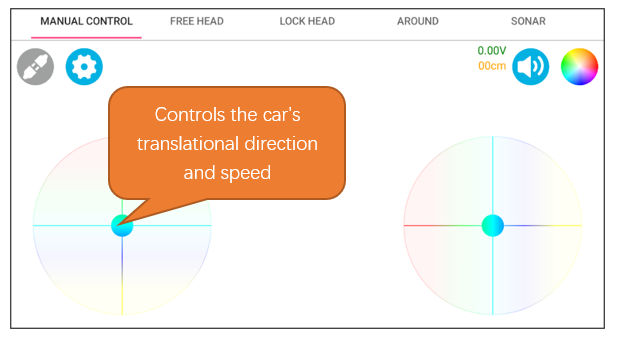 MANUAL CONTROL FREE HEAD LOCK HEAD AROUND SONAR
0.00V
00cm
Controls the car's
translational direction
and speed